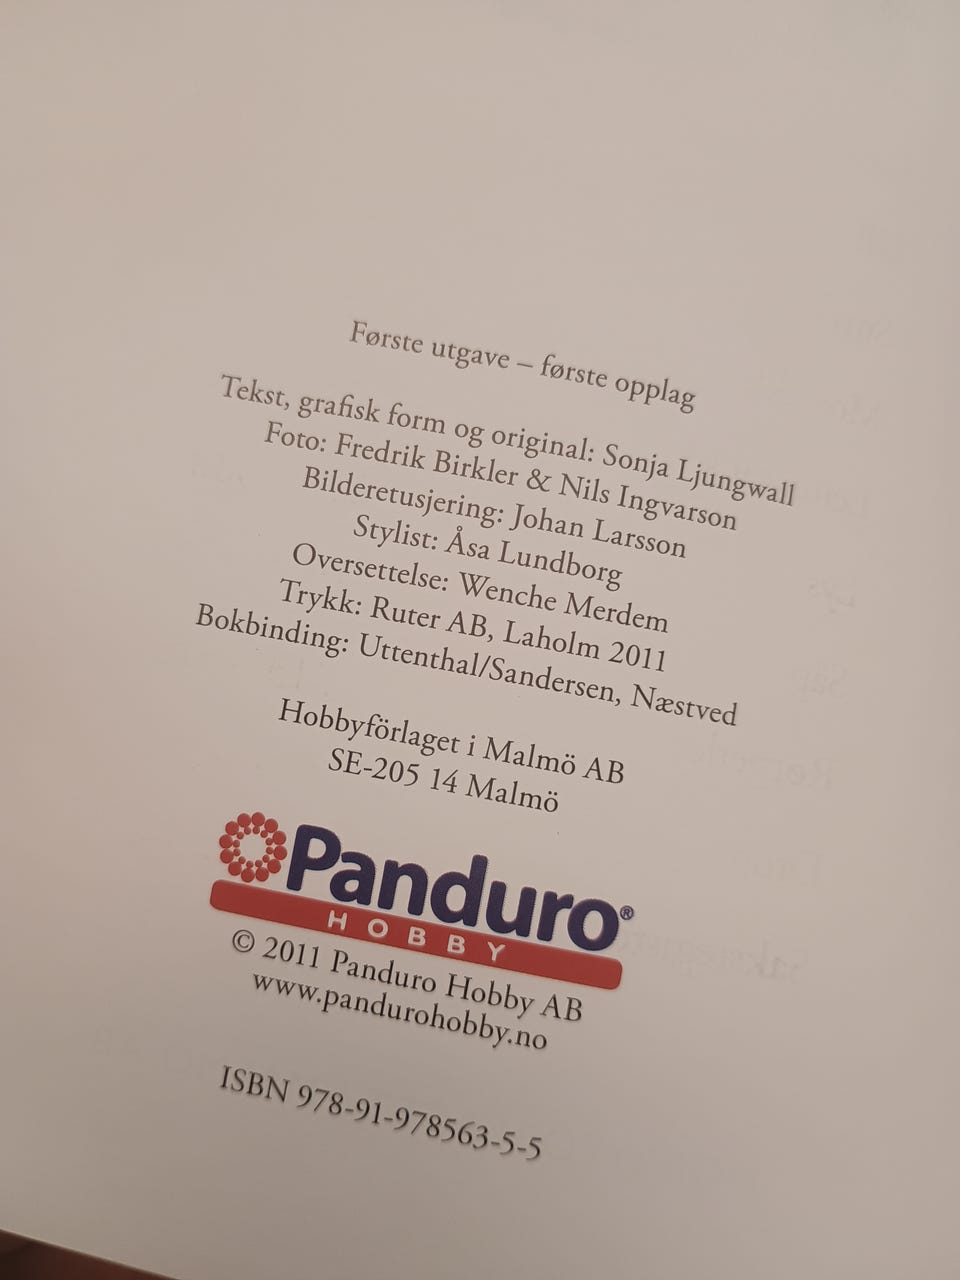 Første utgave – første opplag
Tekst, grafisk form og original: Sonja Ljungwall
Foto: Fredrik Birkler & Nils Ingvarson
Bilderetusjering: Johan Larsson
Stylist: Åsa Lundborg
Oversettelse: Wenche Merdem
Trykk: Ruter AB, Laholm 2011
Bokbinding: Uttenthal/Sandersen, Næstved
Hobbyförlaget i Malmö AB
SE-205 14 Malmö
Panduro®
HOBBY
© 2011 Panduro Hobby AB
www.pandurohobby.no
ISBN 978-91-978563-5-5